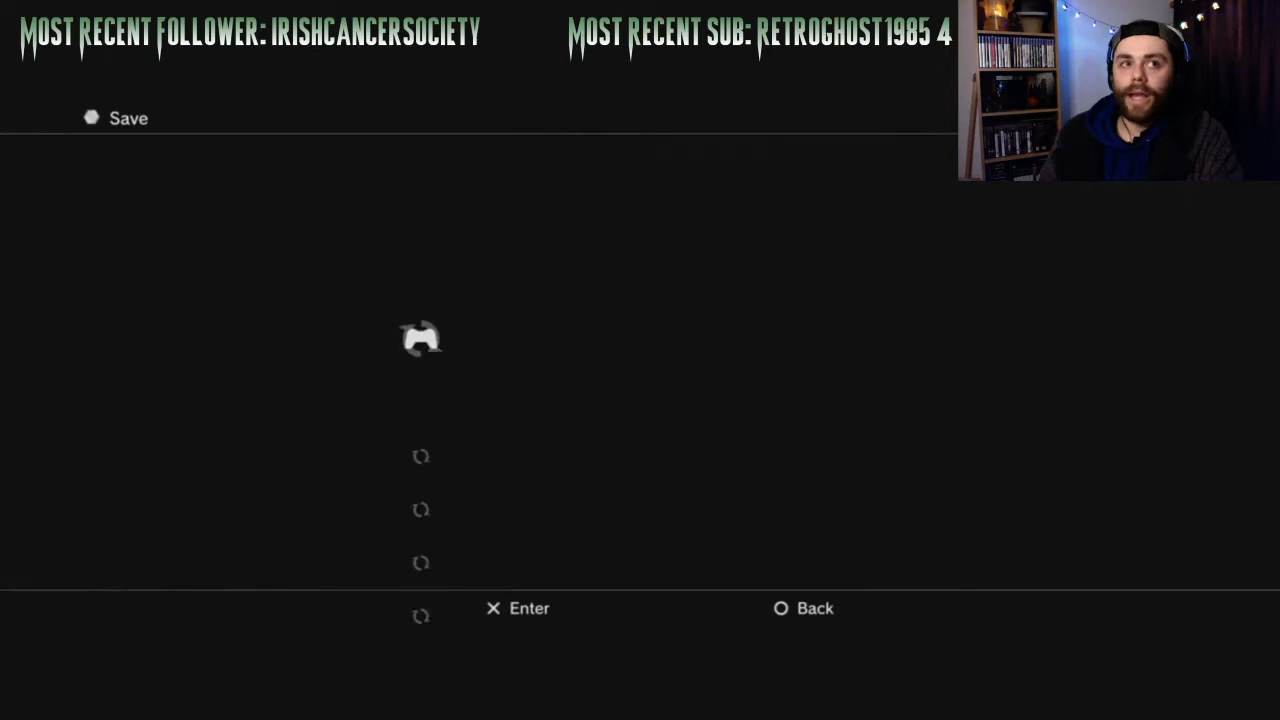 Most Recent Follower: irishcancersociety
Most Recent Sub: Retroghost1985 4
Save
Enter
Back